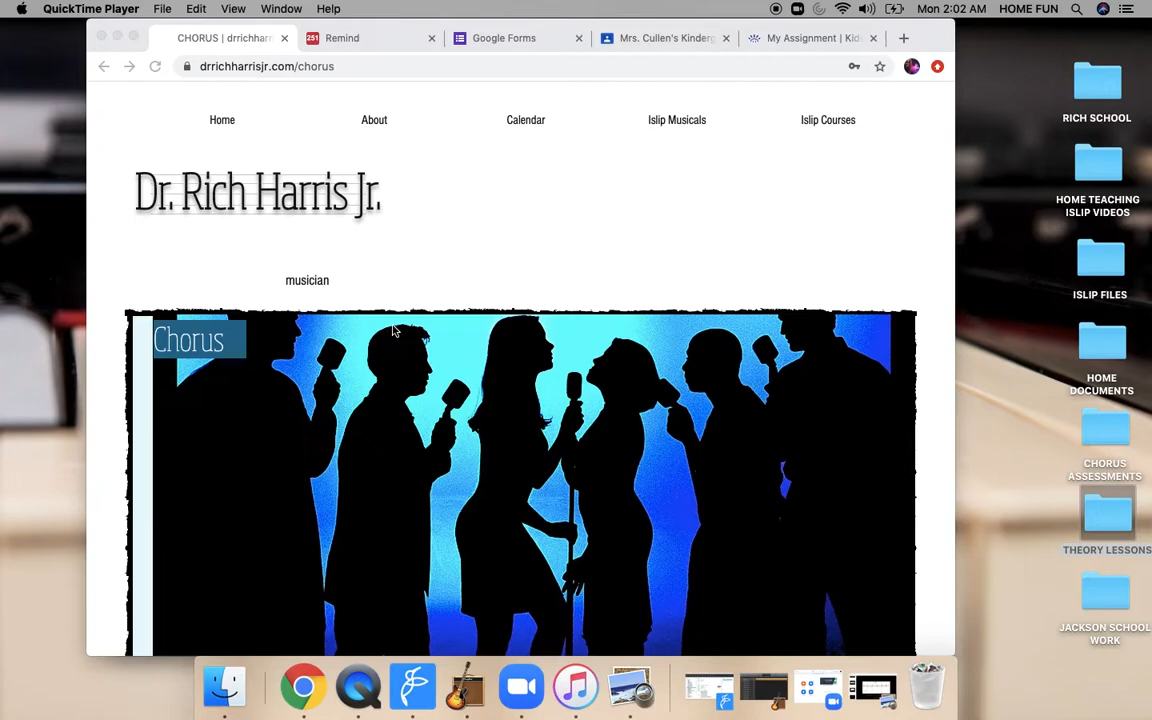 QuickTime Player File Edit View Window Help Mon 2:02 AM HOME FUN
CHORUS | drrichharr
251 Remind
Google Forms
Mrs. Cullen's Kinderg
My Assignment | Kid
drrichharrisjr.com/chorus
Home About Calendar Islip Musicals Islip Courses
Dr. Rich Harris Jr.
musician
Chorus
RICH SCHOOL
HOME TEACHING
ISLIP VIDEOS
ISLIP FILES
HOME
DOCUMENTS
CHORUS
ASSESSMENTS
THEORY LESSONS
JACKSON SCHOOL
WORK